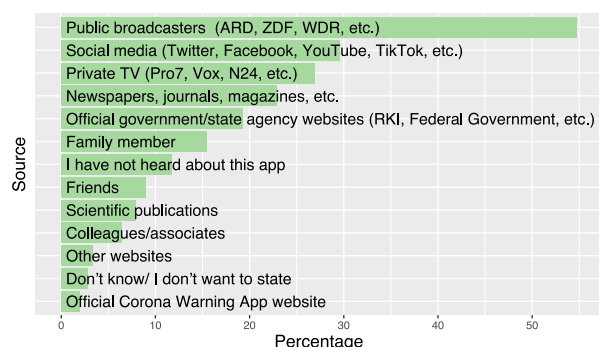 Public broadcasters (ARD, ZDF, WDR, etc.)
Social media (Twitter, Facebook, YouTube, TikTok, etc.)
Private TV (Pro7, Vox, N24, etc.)
Newspapers, journals, magazines, etc.
Official government/state agency websites (RKI, Federal Government, etc.)
Family member
I have not heard about this app
Friends
Scientific publications
Colleagues/associates
Other websites
Don't know/ I don't want to state
Official Corona Warning App website
Source
0 10 20 30 40 50
Percentage